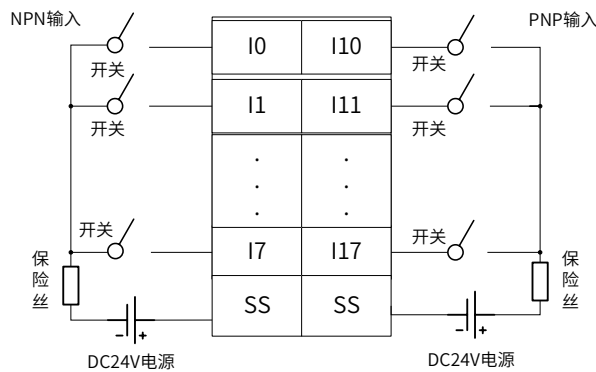 NPN输入
PNP输入
I0 I10
开关
开关
I1 I11
开关
开关
开关
开关
I7 I17
保险丝
保险丝
SS SS
- +
- +
DC24V电源
DC24V电源